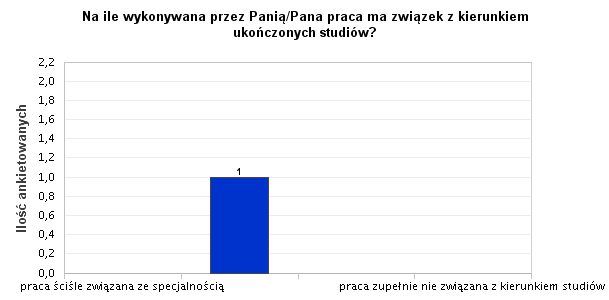 Na ile wykonywana przez Panią/Pana praca ma związek z kierunkiem
ukończonych studiów?
Ilość ankietowanych
2,2
2,0
1,8
1,6
1,4
1,2
1,0
0,8
0,6
0,4
0,2
0,0
1
praca ściśle związana ze specjalnością
praca zupełnie nie związana z kierunkiem studiów